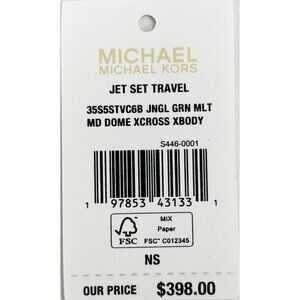 MICHAEL
MICHAEL KORS
JET SET TRAVEL
35S5STVC6B JNGL GRN MLT
MD DOME XCROSS XBODY
S446-0001
1 97853 43133 1
FSC
MIX
Paper
FSC™ C012345
NS
OUR PRICE $398.00